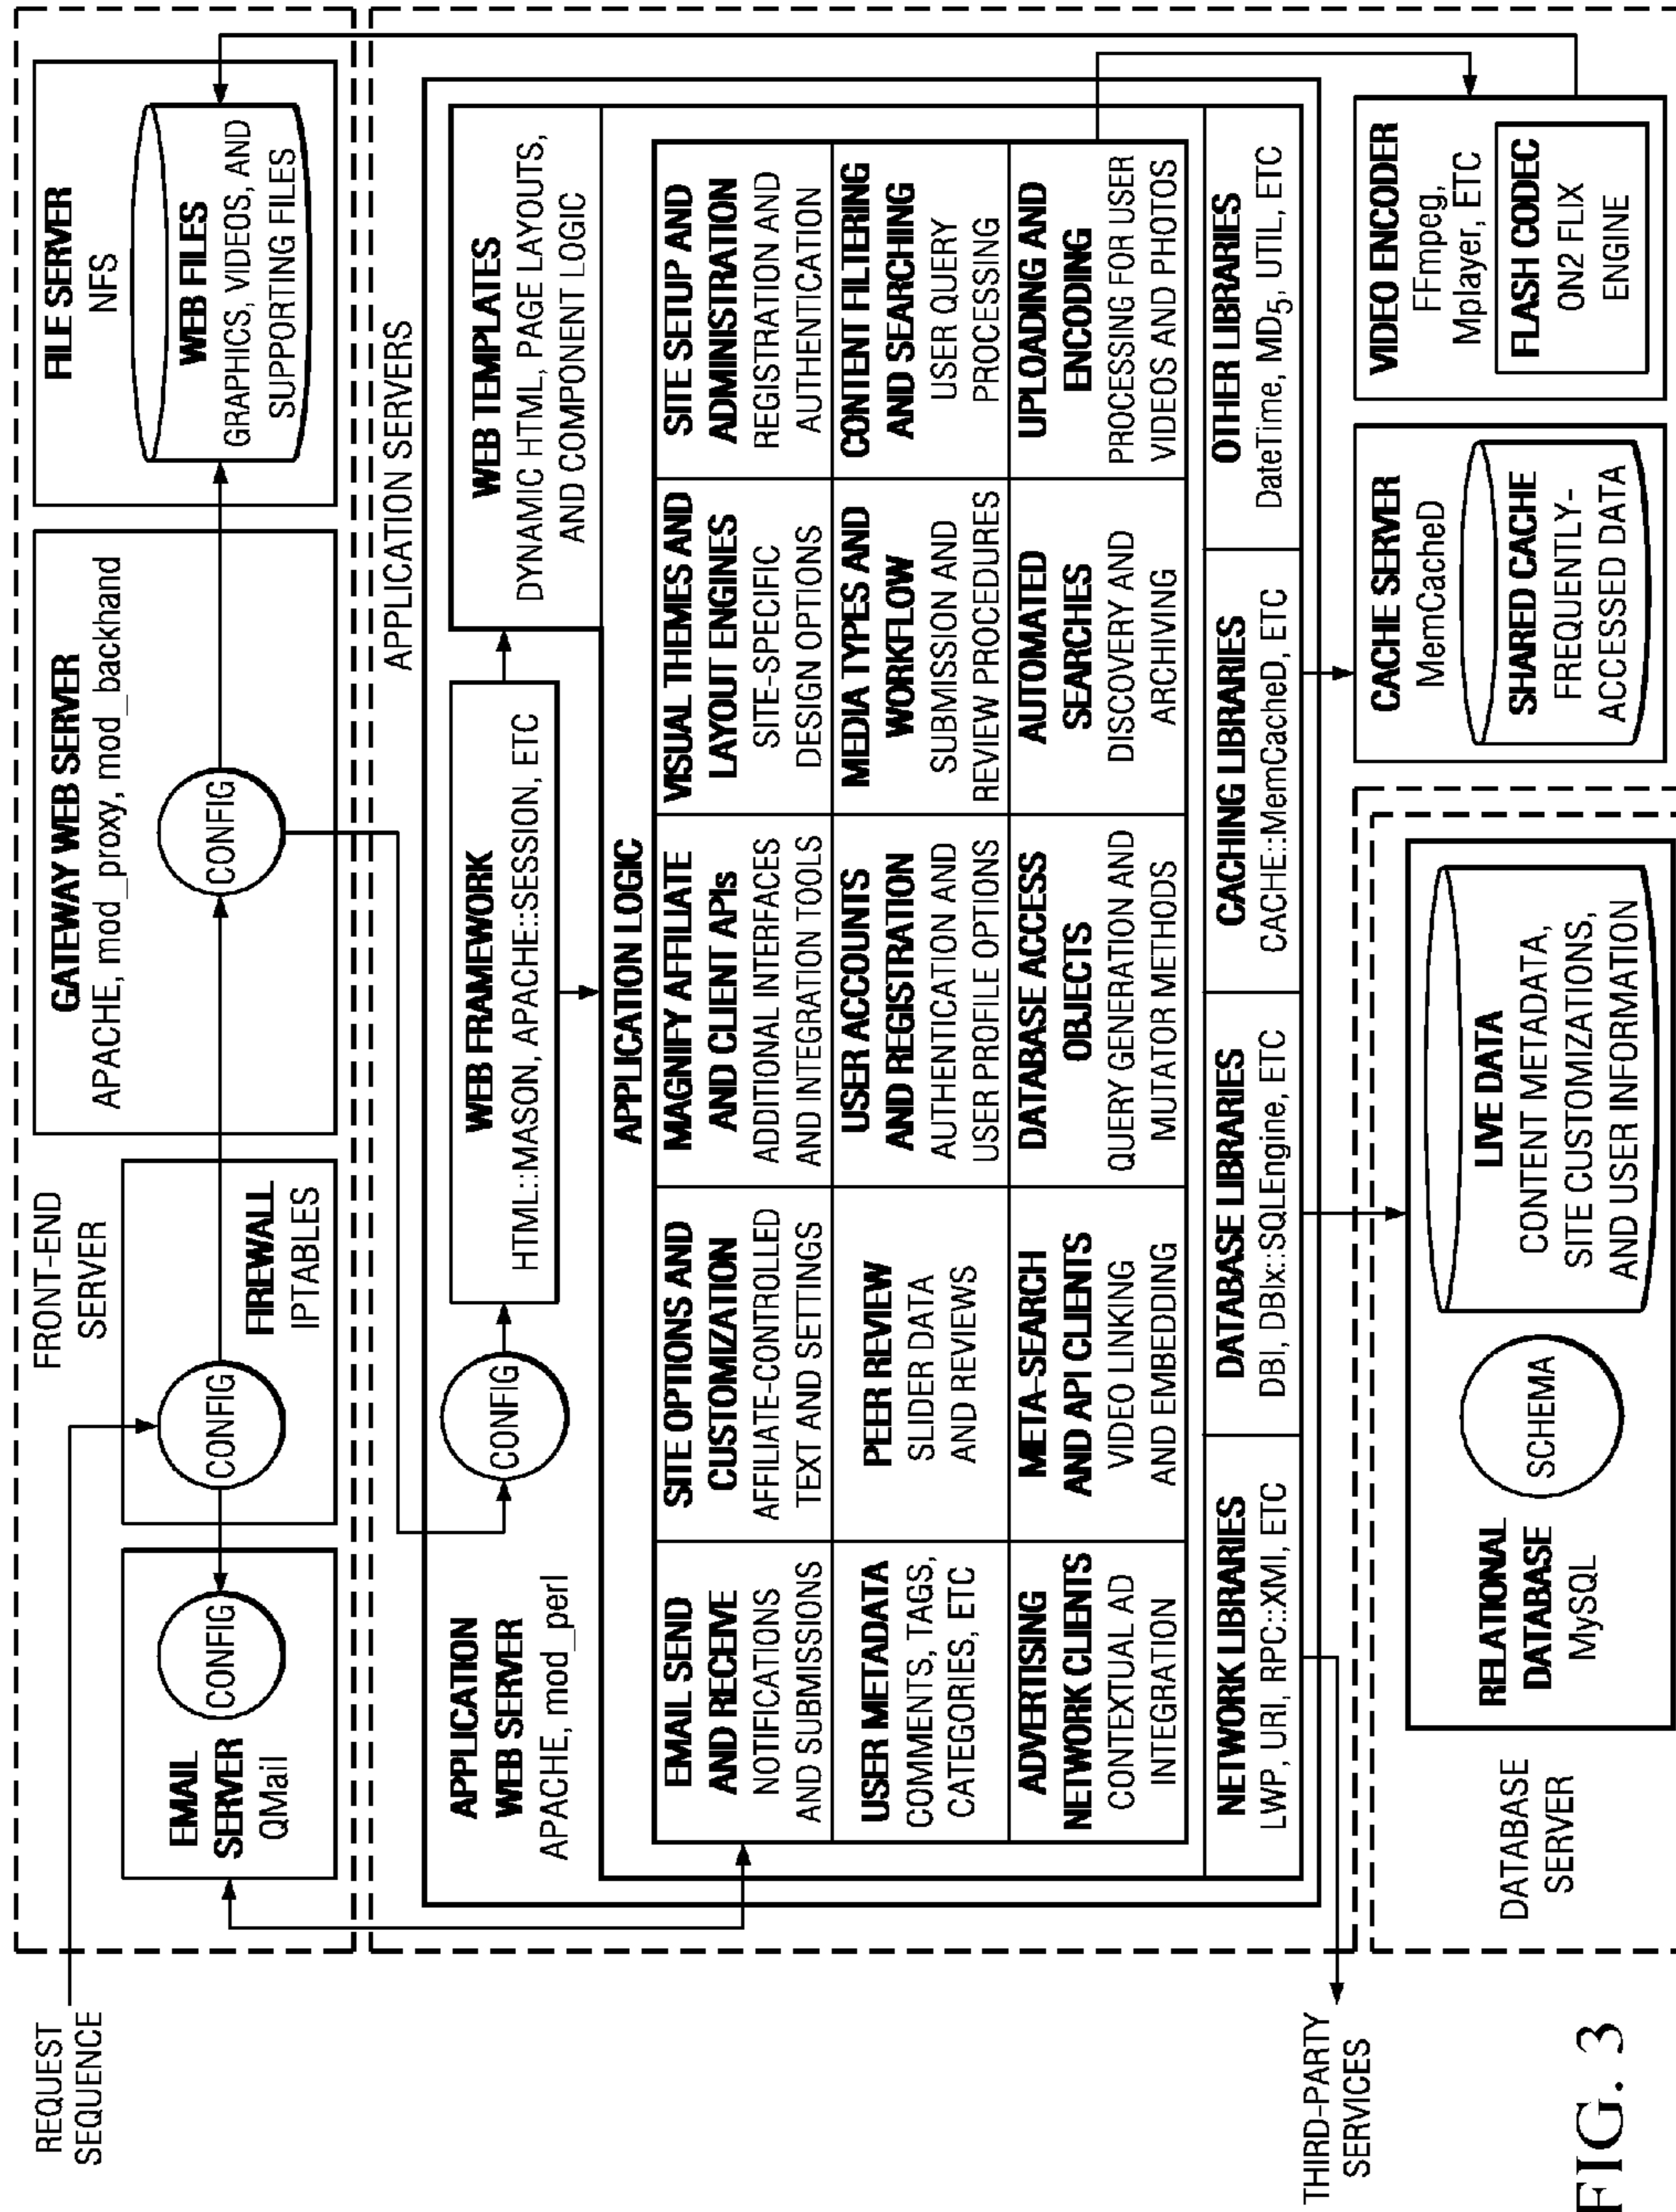 REQUEST
SEQUENCE
FRONT-END
SERVER
EMAIL
SERVER
QMail
CONFIG
CONFIG
FIREWALL
IPTABLES
GATEWAY WEB SERVER
APACHE, mod_proxy, mod_backhand
CONFIG
FILE SERVER
NFS
WEB FILES
GRAPHICS, VIDEOS, AND
SUPPORTING FILES
APPLICATION SERVERS
APPLICATION
WEB SERVER
APACHE, mod_perl
CONFIG
WEB FRAMEWORK
HTML::MASON, APACHE::SESSION, ETC
WEB TEMPLATES
DYNAMIC HTML, PAGE LAYOUTS,
AND COMPONENT LOGIC
APPLICATION LOGIC
EMAIL SEND
AND RECEIVE
NOTIFICATIONS
AND SUBMISSIONS
SITE OPTIONS AND
CUSTOMIZATION
AFFILIATE-CONTROLLED
TEXT AND SETTINGS
MAGNIFY AFFILIATE
AND CLIENT APIs
ADDITIONAL INTERFACES
AND INTEGRATION TOOLS
VISUAL THEMES AND
LAYOUT ENGINES
SITE-SPECIFIC
DESIGN OPTIONS
SITE SETUP AND
ADMINISTRATION
REGISTRATION AND
AUTHENTICATION
USER METADATA
COMMENTS, TAGS,
CATEGORIES, ETC
PEER REVIEW
SLIDER DATA
AND REVIEWS
USER ACCOUNTS
AND REGISTRATION
AUTHENTICATION AND
USER PROFILE OPTIONS
MEDIA TYPES AND
WORKFLOW
SUBMISSION AND
REVIEW PROCEDURES
CONTENT FILTERING
AND SEARCHING
USER QUERY
PROCESSING
ADVERTISING
NETWORK CLIENTS
CONTEXTUAL AD
INTEGRATION
META-SEARCH
AND API CLIENTS
VIDEO LINKING
AND EMBEDDING
DATABASE ACCESS
OBJECTS
QUERY GENERATION AND
MUTATOR METHODS
AUTOMATED
SEARCHES
DISCOVERY AND
ARCHIVING
UPLOADING AND
ENCODING
PROCESSING FOR USER
VIDEOS AND PHOTOS
NETWORK LIBRARIES
LWP, URI, RPC::XMI, ETC
DATABASE LIBRARIES
DBI, DBIx::SQLEngine, ETC
CACHING LIBRARIES
CACHE::MemCacheD, ETC
OTHER LIBRARIES
DateTime, MD5, UTIL, ETC
THIRD-PARTY
SERVICES
DATABASE
SERVER
RELATIONAL
DATABASE
MySQL
SCHEMA
LIVE DATA
CONTENT METADATA,
SITE CUSTOMIZATIONS,
AND USER INFORMATION
CACHE SERVER
MemCacheD
SHARED CACHE
FREQUENTLY-
ACCESSED DATA
VIDEO ENCODER
FFmpeg,
Mplayer, ETC
FLASH CODEC
ON2 FLIX
ENGINE
FIG. 3